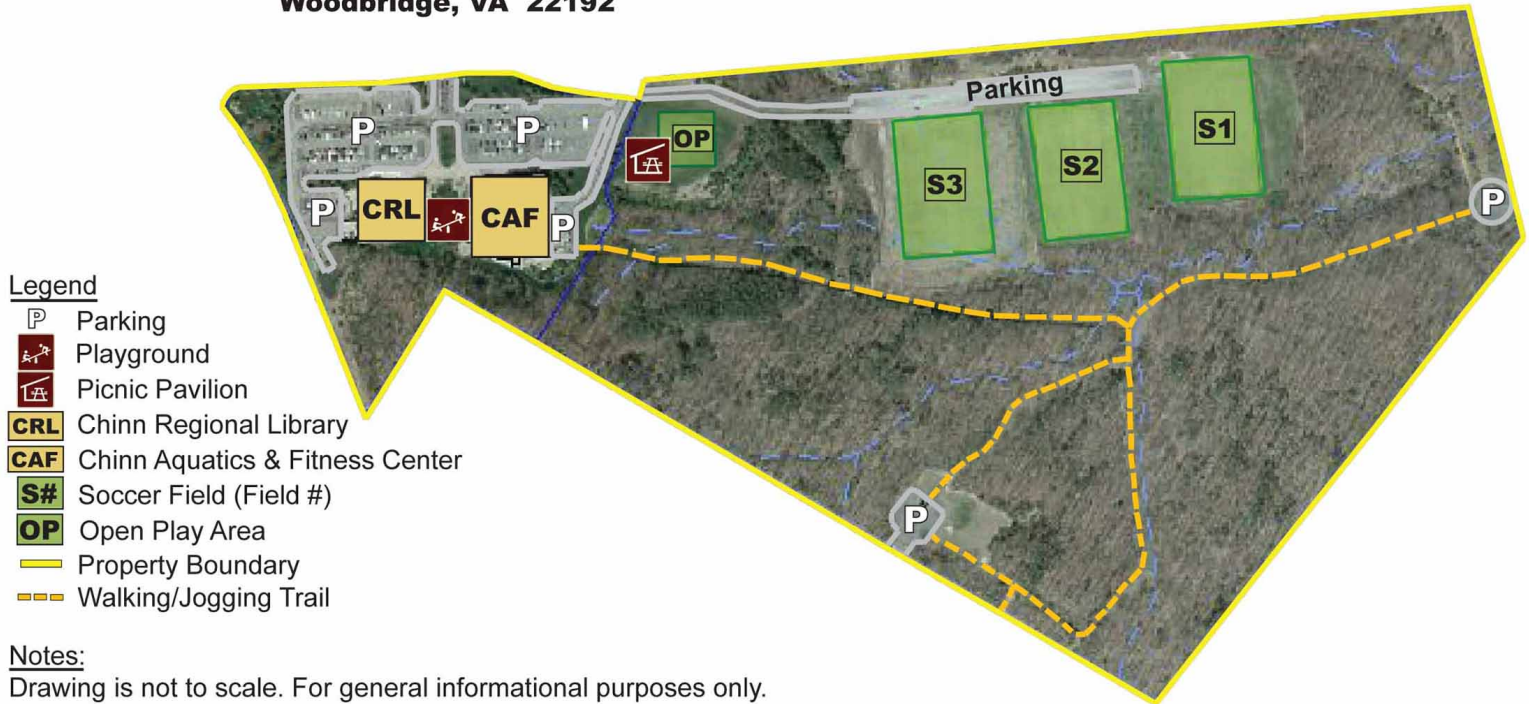 Woodbridge, VA 22192
Parking
P
P
OP
S3
S2
S1
P
CRL
CAF
P
P
P
Legend
P Parking
Playground
Picnic Pavilion
CRL Chinn Regional Library
CAF Chinn Aquatics & Fitness Center
S# Soccer Field (Field #)
OP Open Play Area
Property Boundary
Walking/Jogging Trail
Notes:
Drawing is not to scale. For general informational purposes only.